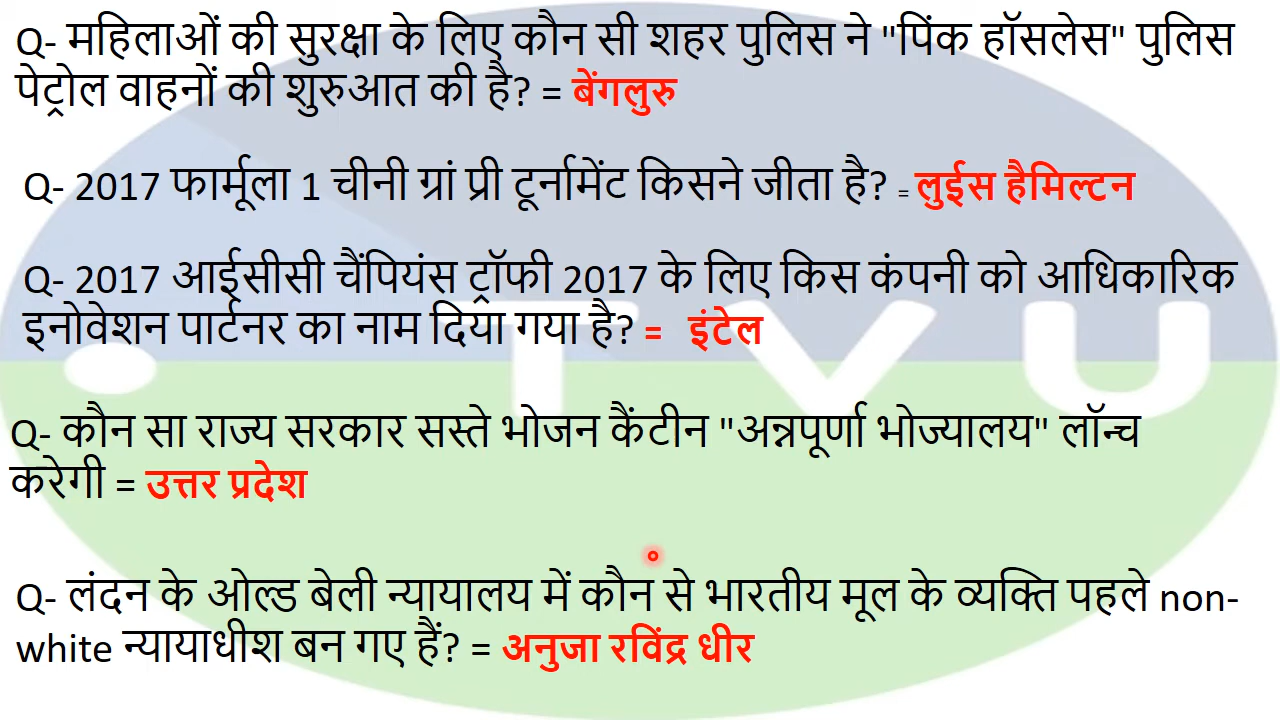 Q- महिलाओं की सुरक्षा के लिए कौन सी शहर पुलिस ने "पिंक हॉसलेस" पुलिस
पेट्रोल वाहनों की शुरुआत की है? = बेंगलुरु
Q- 2017 फार्मूला 1 चीनी ग्रां प्री टूर्नामेंट किसने जीता है? = लुईस हैमिल्टन
Q- 2017 आईसीसी चैंपियंस ट्रॉफी 2017 के लिए किस कंपनी को आधिकारिक
इनोवेशन पार्टनर का नाम दिया गया है? = इंटेल
Q- कौन सा राज्य सरकार सस्ते भोजन कैंटीन "अन्नपूर्णा भोज्यालय" लॉन्च
करेगी = उत्तर प्रदेश
Q- लंदन के ओल्ड बेली न्यायालय में कौन से भारतीय मूल के व्यक्ति पहले non-
white न्यायाधीश बन गए हैं? = अनुजा रविंद्र धीर
TVU